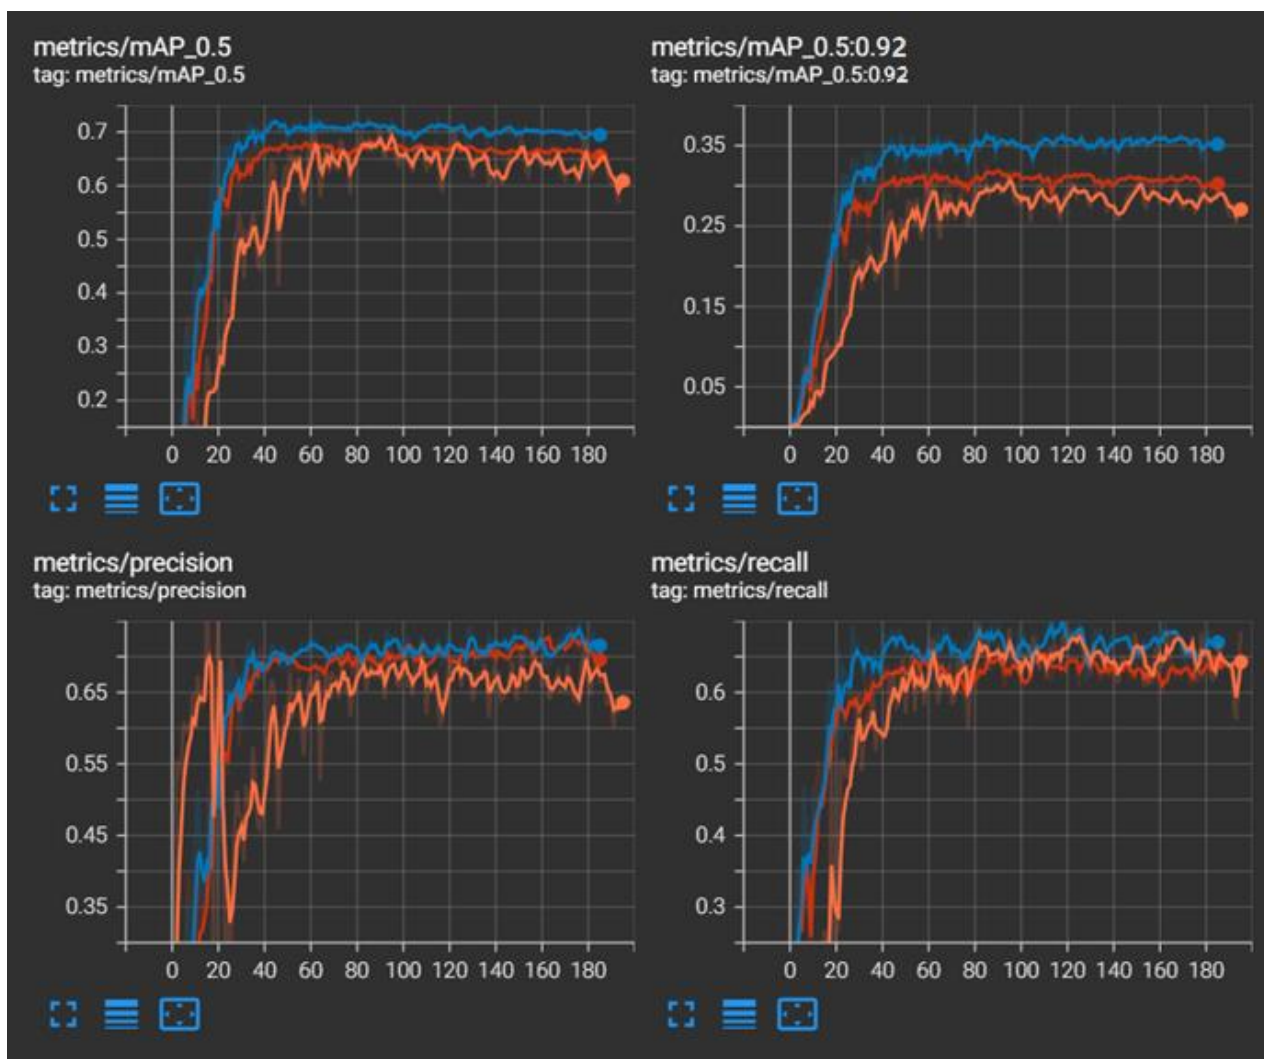 metrics/mAP_0.5
tag: metrics/mAP_0.5
0.7
0.6
0.5
0.4
0.3
0.2
0 20 40 60 80 100 120 140 160 180
metrics/mAP_0.5:0.92
tag: metrics/mAP_0.5:0.92
0.35
0.25
0.15
0.05
0 20 40 60 80 100 120 140 160 180
metrics/precision
tag: metrics/precision
0.65
0.55
0.45
0.35
0 20 40 60 80 100 120 140 160 180
metrics/recall
tag: metrics/recall
0.6
0.5
0.4
0.3
0 20 40 60 80 100 120 140 160 180